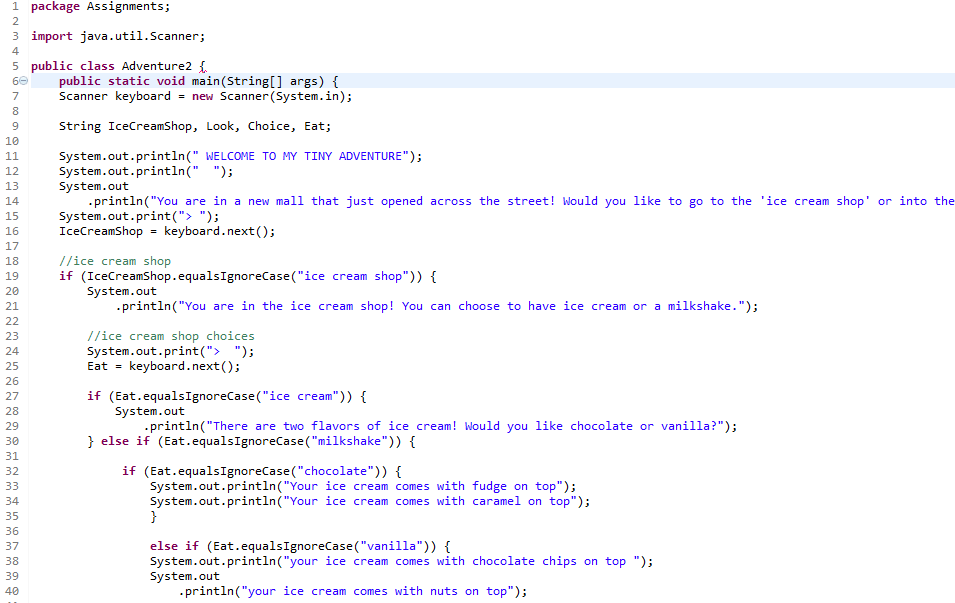 1 package Assignments;
2
3 import java.util.Scanner;
4
5 public class Adventure2 {
6 public static void main(String[] args) {
7 Scanner keyboard = new Scanner(System.in);
8
9 String IceCreamShop, Look, Choice, Eat;
10
11 System.out.println(" WELCOME TO MY TINY ADVENTURE");
12 System.out.println("  ");
13 System.out
14 .println("You are in a new mall that just opened across the street! Would you like to go to the 'ice cream shop' or into the
15 System.out.print("> ");
16 IceCreamShop = keyboard.next();
17
18 //ice cream shop
19 if (IceCreamShop.equalsIgnoreCase("ice cream shop")) {
20 System.out
21 .println("You are in the ice cream shop! You can choose to have ice cream or a milkshake.");
22
23 //ice cream shop choices
24 System.out.print(">  ");
25 Eat = keyboard.next();
26
27 if (Eat.equalsIgnoreCase("ice cream")) {
28 System.out
29 .println("There are two flavors of ice cream! Would you like chocolate or vanilla?");
30 } else if (Eat.equalsIgnoreCase("milkshake")) {
31
32 if (Eat.equalsIgnoreCase("chocolate")) {
33 System.out.println("Your ice cream comes with fudge on top");
34 System.out.println("Your ice cream comes with caramel on top");
35 }
36
37 else if (Eat.equalsIgnoreCase("vanilla")) {
38 System.out.println("your ice cream comes with chocolate chips on top ");
39 System.out
40 .println("your ice cream comes with nuts on top");